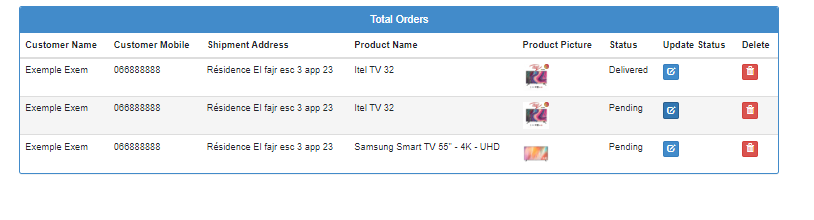 Total Orders
Customer Name Customer Mobile Shipment Address Product Name Product Picture Status Update Status Delete
Exemple Exem 066888888 Résidence El fajr esc 3 app 23 Itel TV 32 Delivered
Exemple Exem 066888888 Résidence El fajr esc 3 app 23 Itel TV 32 Pending
Exemple Exem 066888888 Résidence El fajr esc 3 app 23 Samsung Smart TV 55" - 4K - UHD Pending